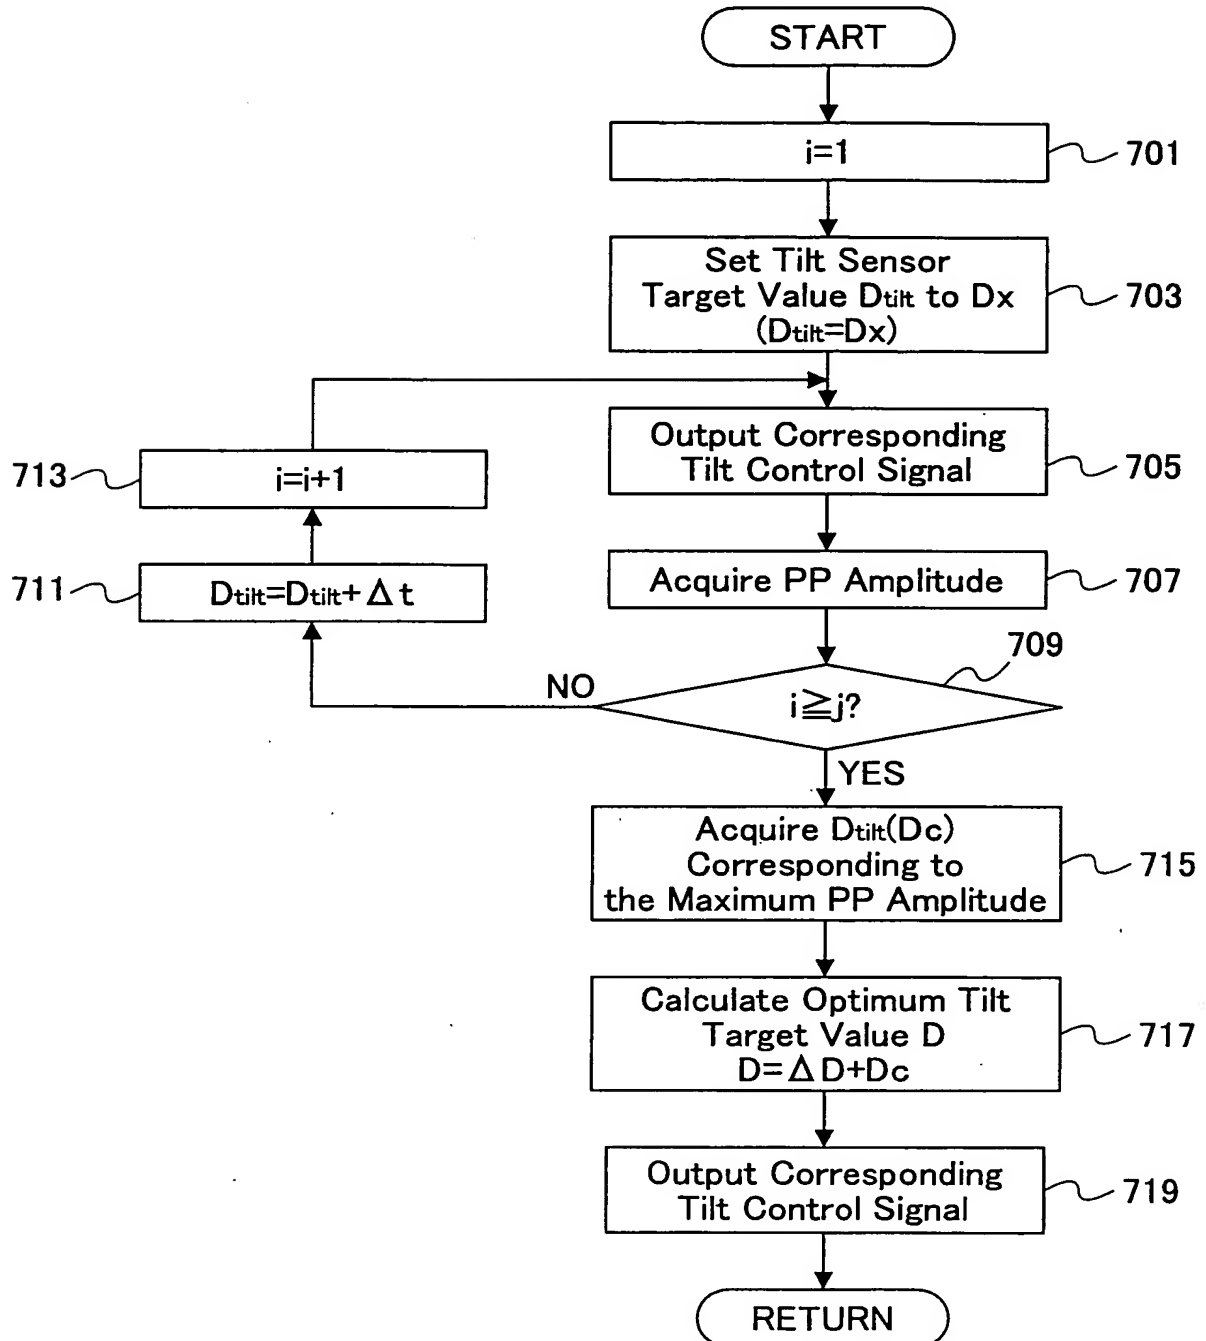 START
i=1
701
Set Tilt Sensor
Target Value Dtilt to Dx
(Dtilt=Dx)
703
Output Corresponding
Tilt Control Signal
705
713
i=i+1
Acquire PP Amplitude
707
711
Dtilt=Dtilt+Δt
709
i≧j?
NO
YES
Acquire Dtilt(Dc)
Corresponding to
the Maximum PP Amplitude
715
Calculate Optimum Tilt
Target Value D
D=ΔD+Dc
717
Output Corresponding
Tilt Control Signal
719
RETURN